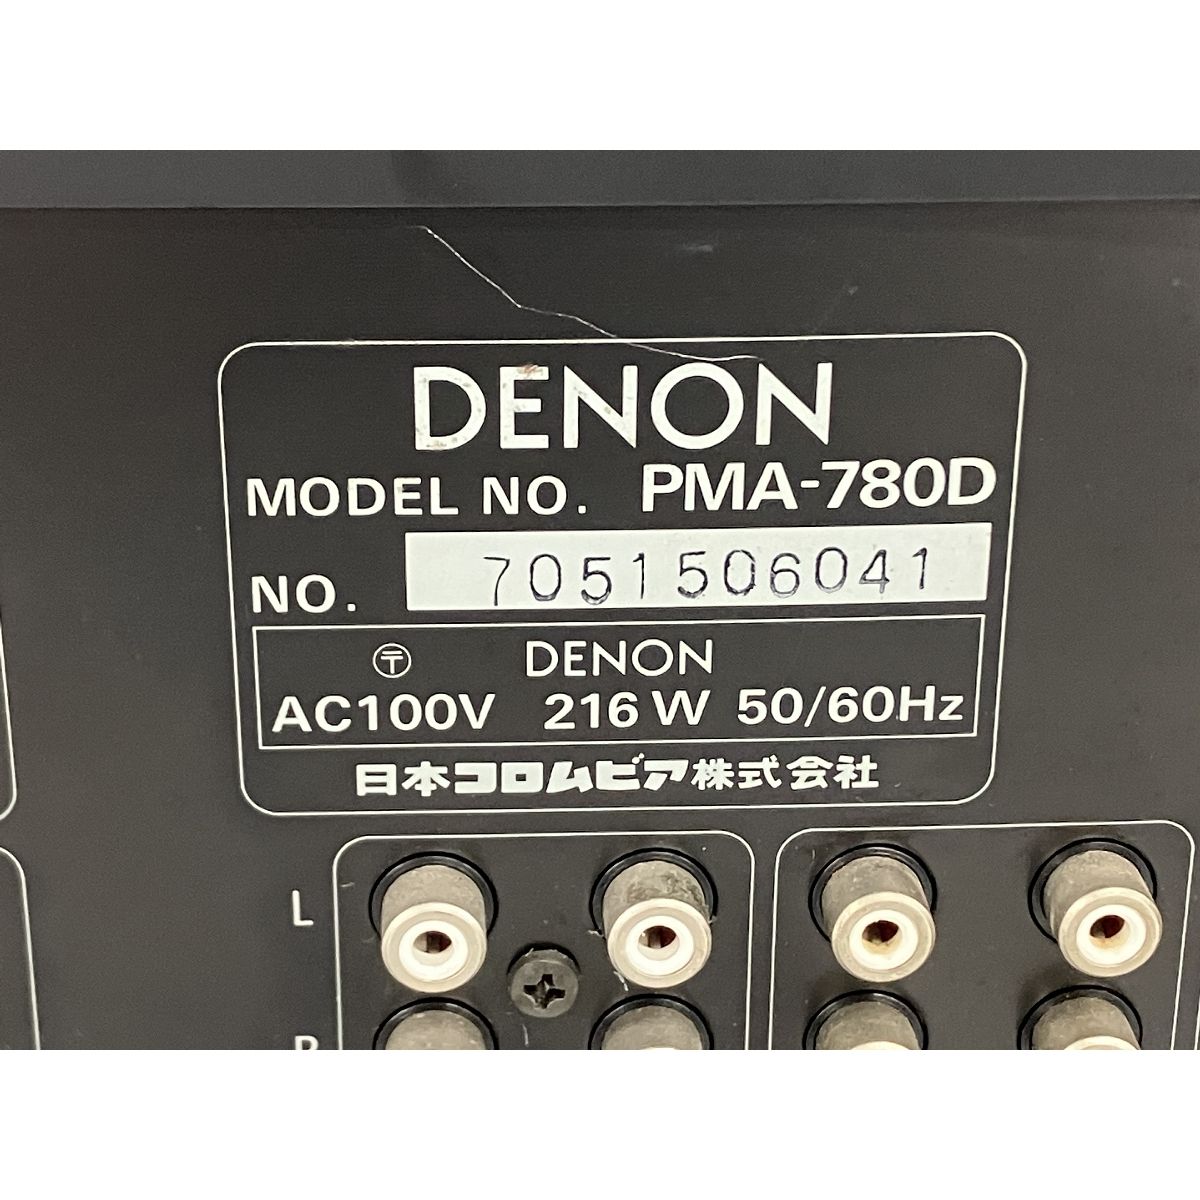 DENON
MODEL NO. PMA-780D
NO. 7051506041
〶 DENON
AC100V 216W 50/60Hz
日本コロムビア株式会社
L
R